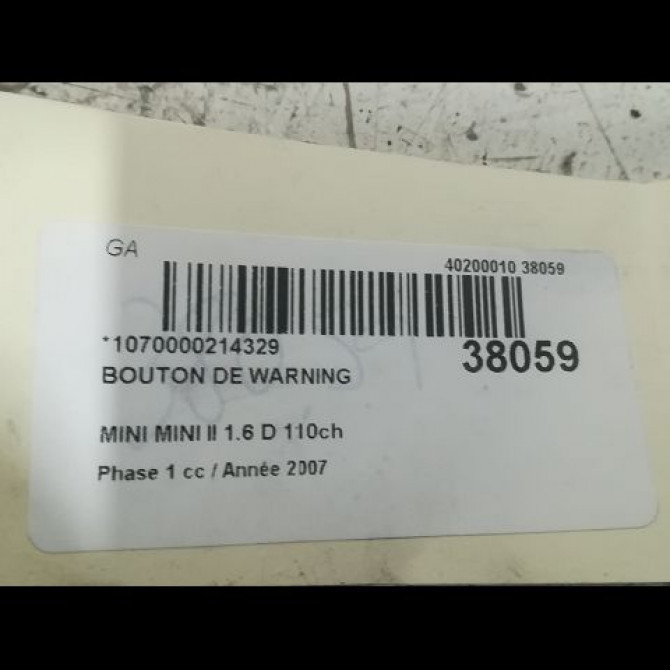 GA
40200010 38059
*1070000214329
38059
BOUTON DE WARNING
MINI MINI II 1.6 D 110ch
Phase 1 cc / Année 2007